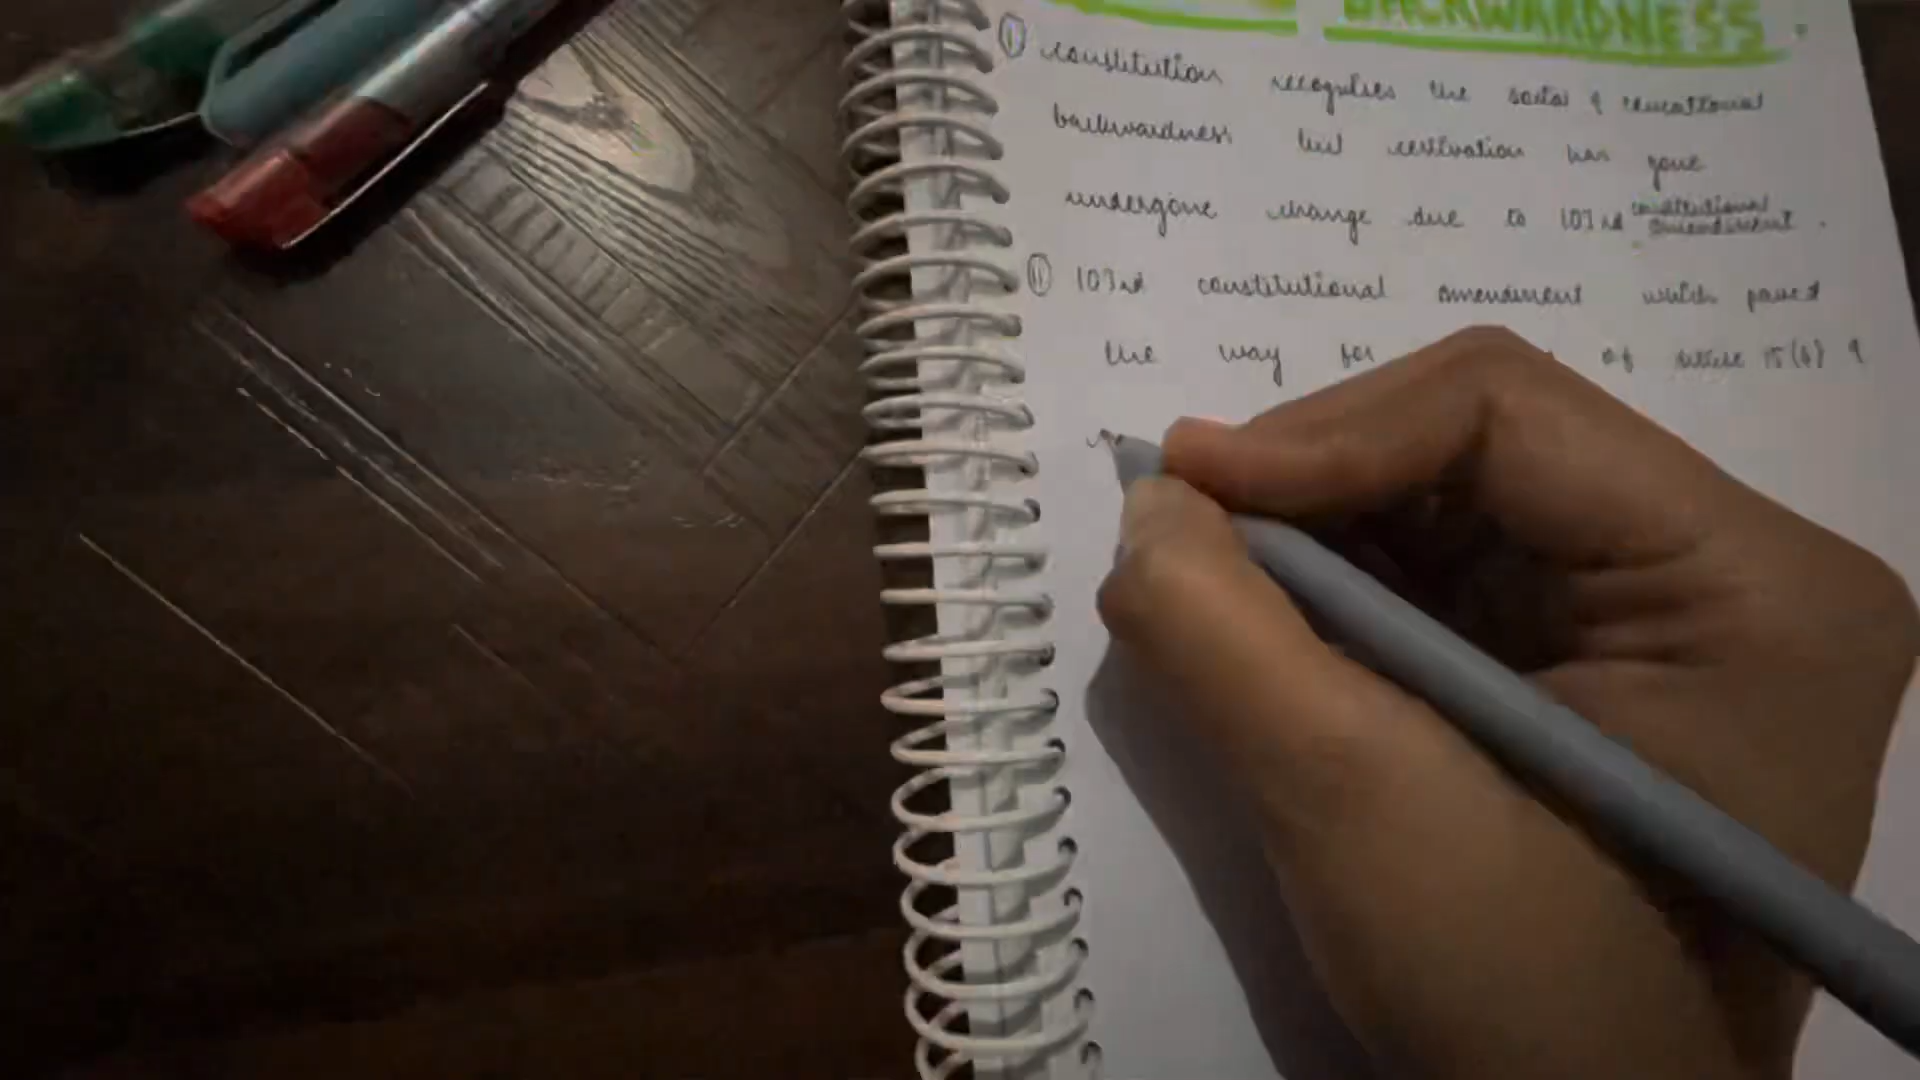 BACKWARDNESS
(i) Constitution recognises the social & educational
backwardness but reservation has gone
undergone change due to 103rd constitutional amendment.
(ii) 103rd constitutional amendment which paved
the way for of article 15(6) &